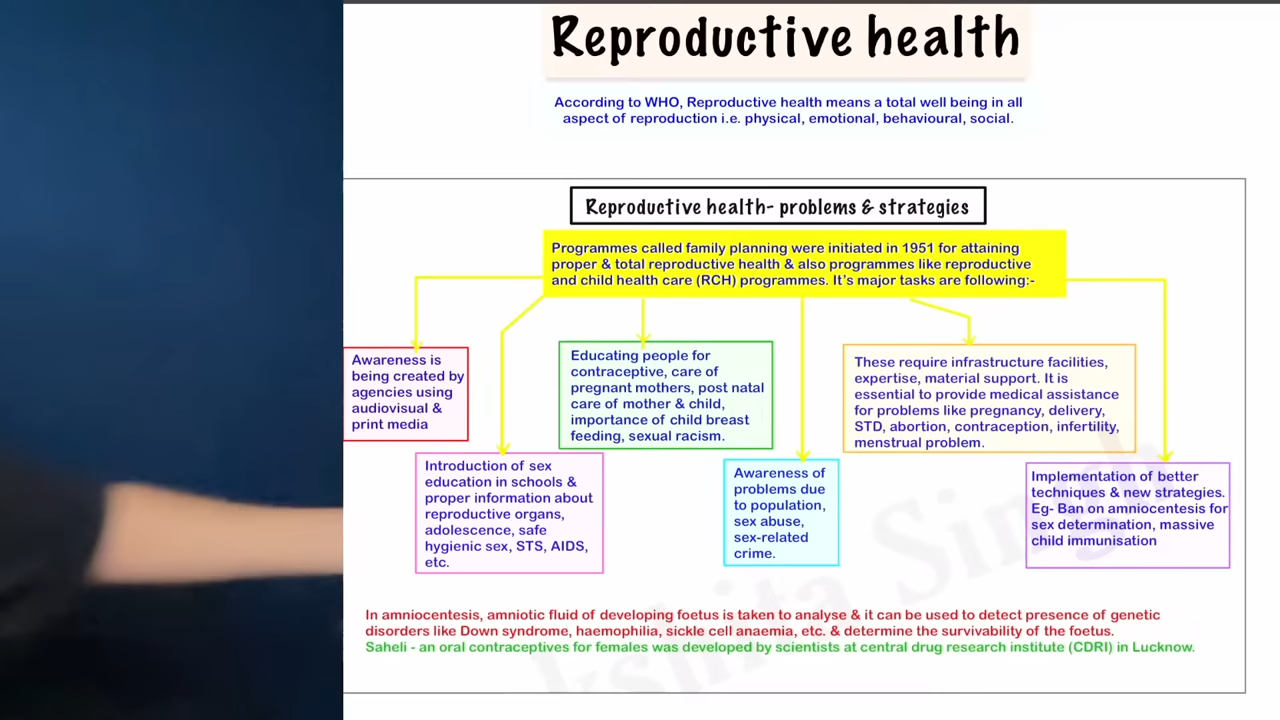 Reproductive health
According to WHO, Reproductive health means a total well being in all
aspect of reproduction i.e. physical, emotional, behavioural, social.
Reproductive health- problems & strategies
Programmes called family planning were initiated in 1951 for attaining
proper & total reproductive health & also programmes like reproductive
and child health care (RCH) programmes. It's major tasks are following:-
Awareness is
being created by
agencies using
audiovisual &
print media
Introduction of sex
education in schools &
proper information about
reproductive organs,
adolescence, safe
hygienic sex, STS, AIDS,
etc.
Educating people for
contraceptive, care of
pregnant mothers, post natal
care of mother & child,
importance of child breast
feeding, sexual racism.
Awareness of
problems due
to population,
sex abuse,
sex-related
crime.
These require infrastructure facilities,
expertise, material support. It is
essential to provide medical assistance
for problems like pregnancy, delivery,
STD, abortion, contraception, infertility,
menstrual problem.
Implementation of better
techniques & new strategies.
Eg- Ban on amniocentesis for
sex determination, massive
child immunisation
In amniocentesis, amniotic fluid of developing foetus is taken to analyse & it can be used to detect presence of genetic
disorders like Down syndrome, haemophilia, sickle cell anaemia, etc. & determine the survivability of the foetus.
Saheli - an oral contraceptives for females was developed by scientists at central drug research institute (CDRI) in Lucknow.